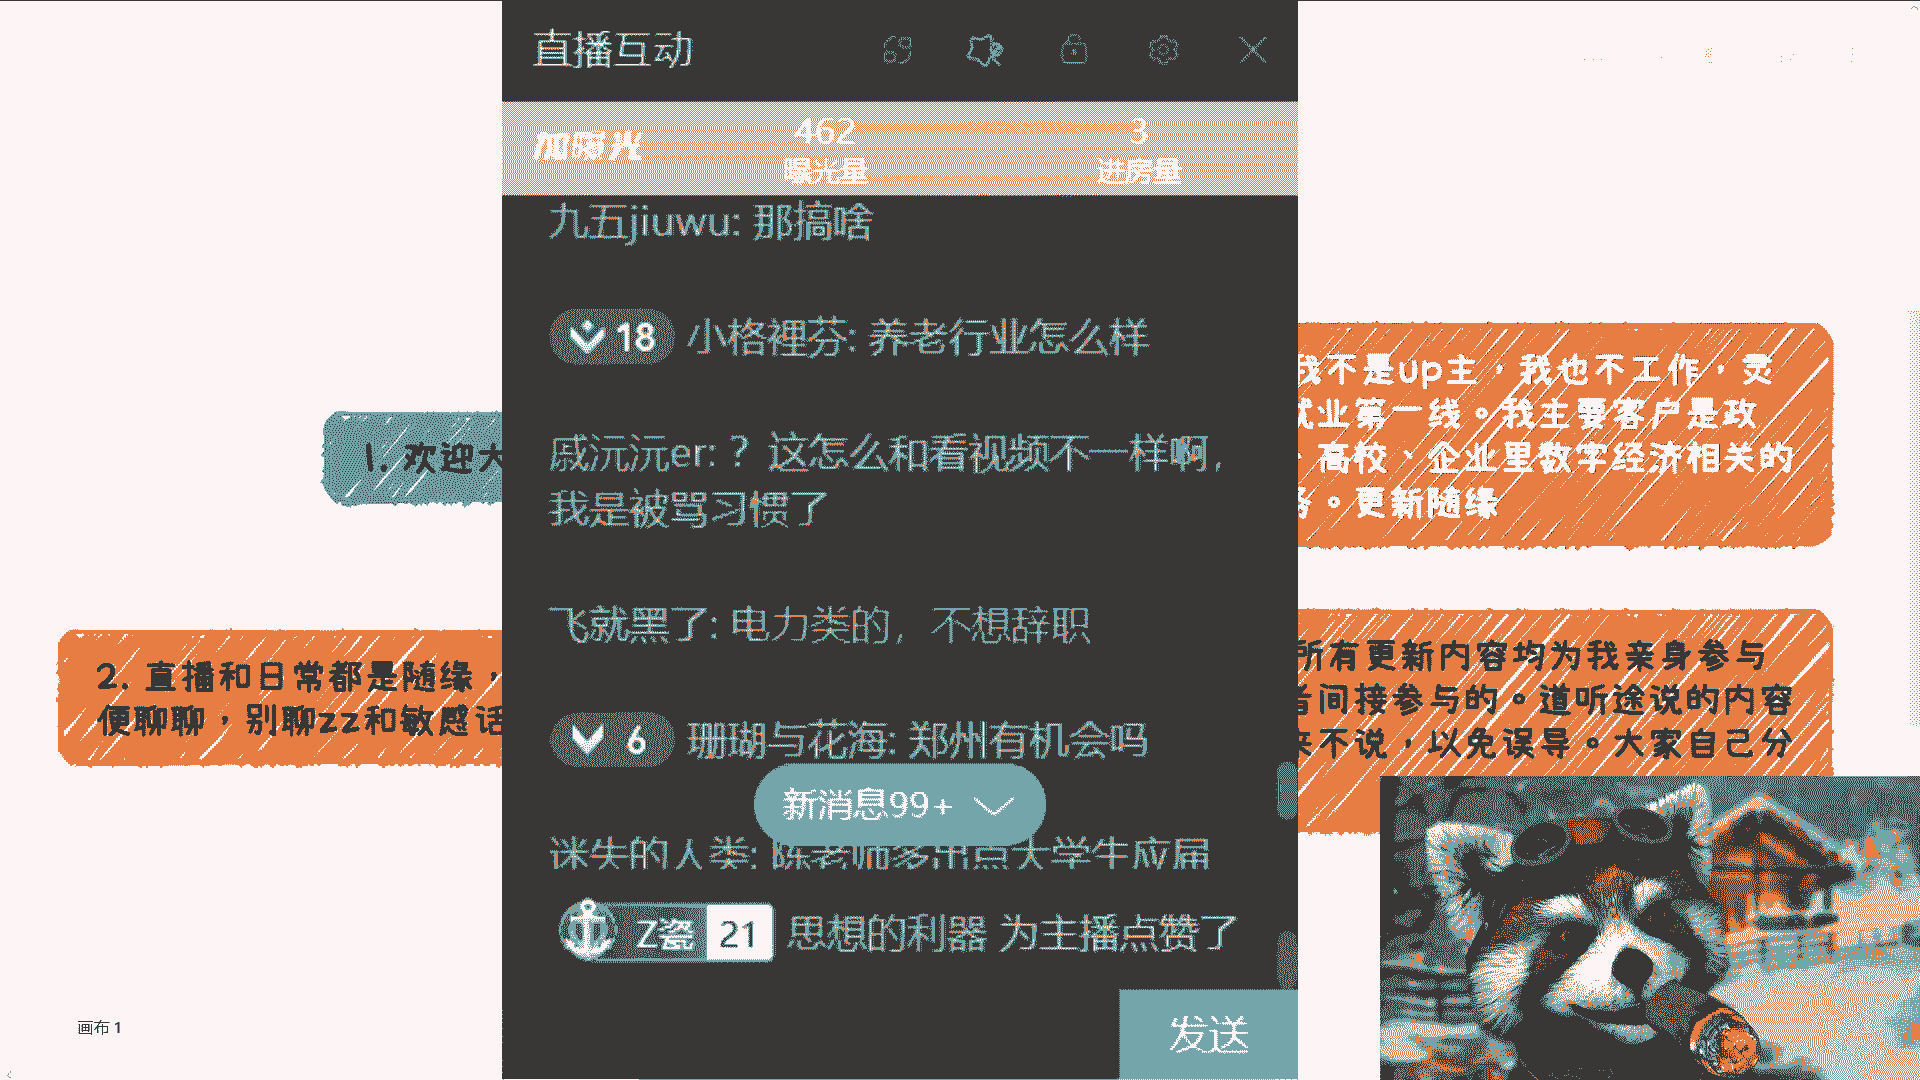 直播互动
加曝光
462
曝光量
3
进房量
九五jiuwu: 那搞啥
18 小格裡芬: 养老行业怎么样
戚沅沅er: ？这怎么和看视频不一样啊,
我是被骂习惯了
飞就黑了: 电力类的，不想辞职
6 珊瑚与花海: 郑州有机会吗
新消息99+
迷失的人类: 陈老师多出点大学生应届
Z瓷 21 思想的利器 为主播点赞了
发送
1. 欢迎大
2. 直播和日常都是随缘，
便聊聊，别聊zz和敏感话
我不是up主，我也不工作，灵
就业第一线。我主要客户是政
、高校、企业里数字经济相关的
务。更新随缘
所有更新内容均为我亲身参与
者间接参与的。道听途说的内容
来不说，以免误导。大家自己分
画布 1